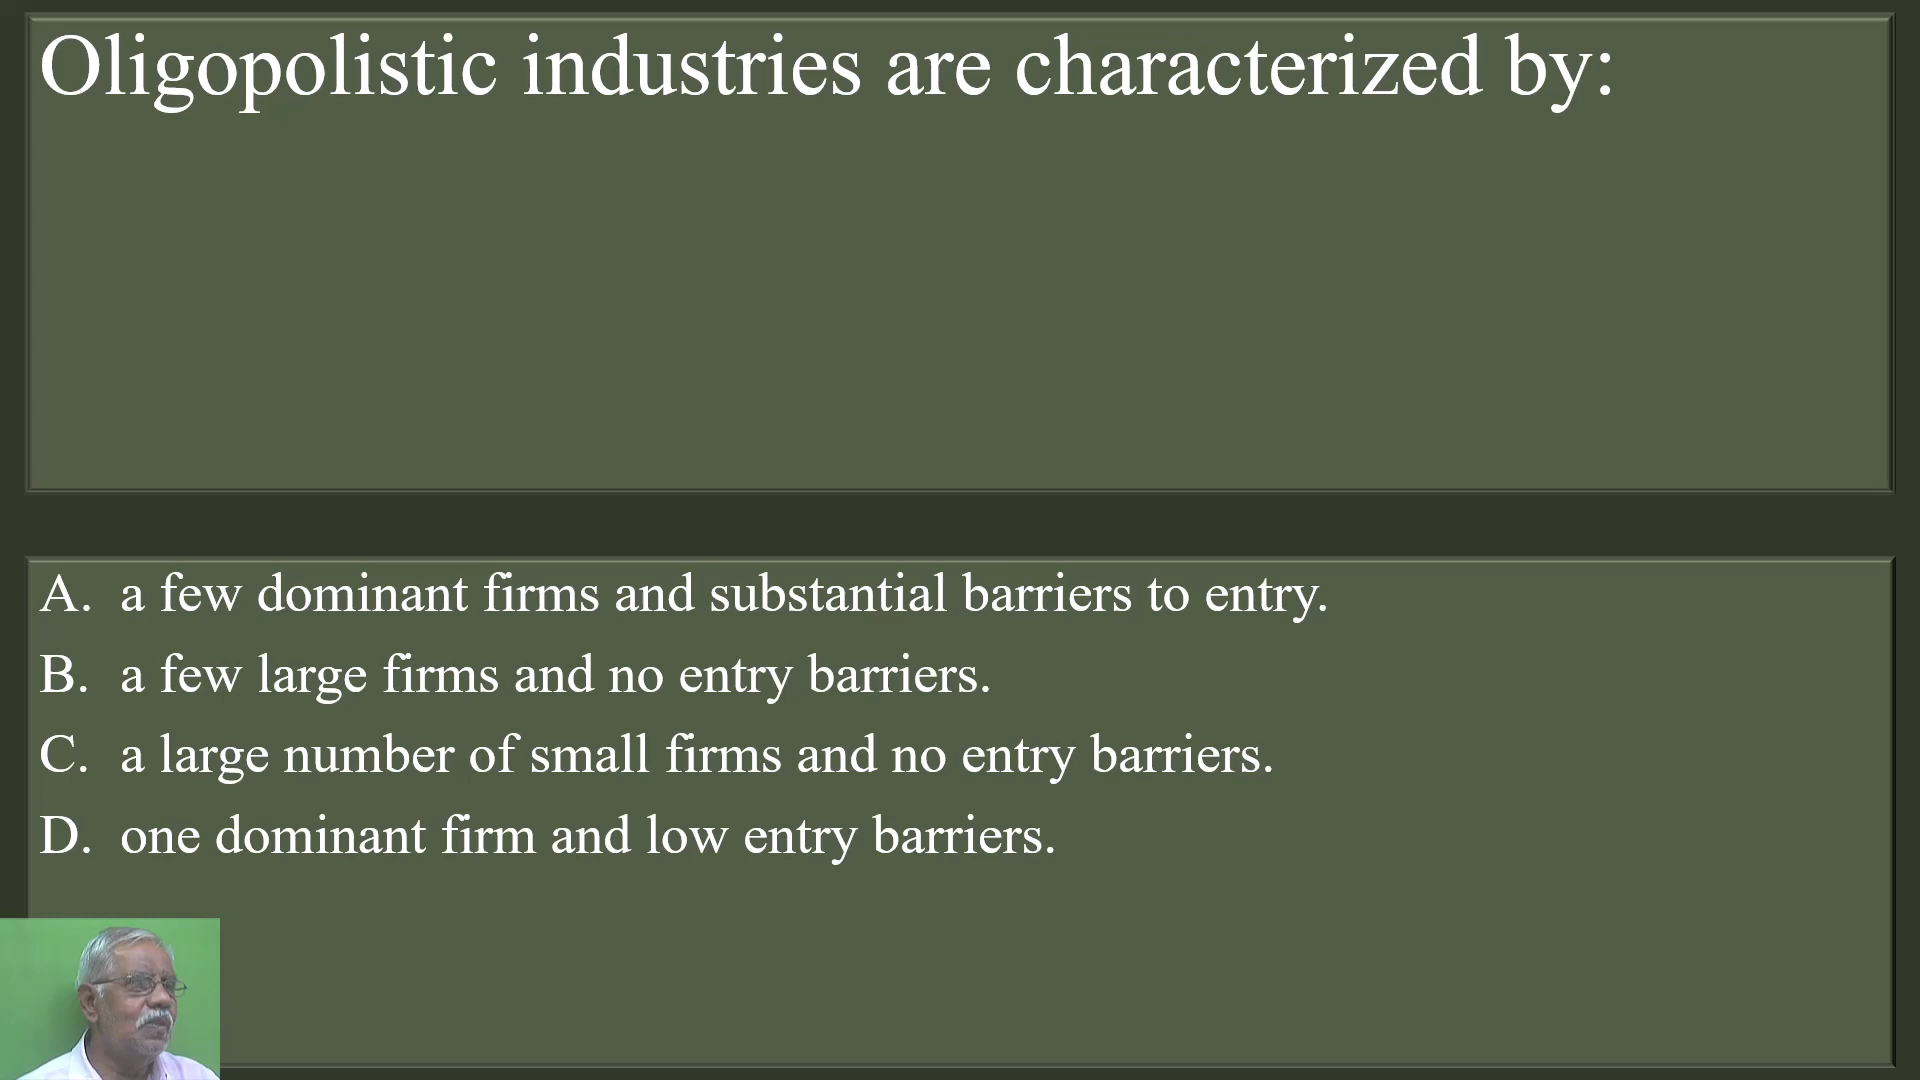 Oligopolistic industries are characterized by:
A. a few dominant firms and substantial barriers to entry.
B. a few large firms and no entry barriers.
C. a large number of small firms and no entry barriers.
D. one dominant firm and low entry barriers.